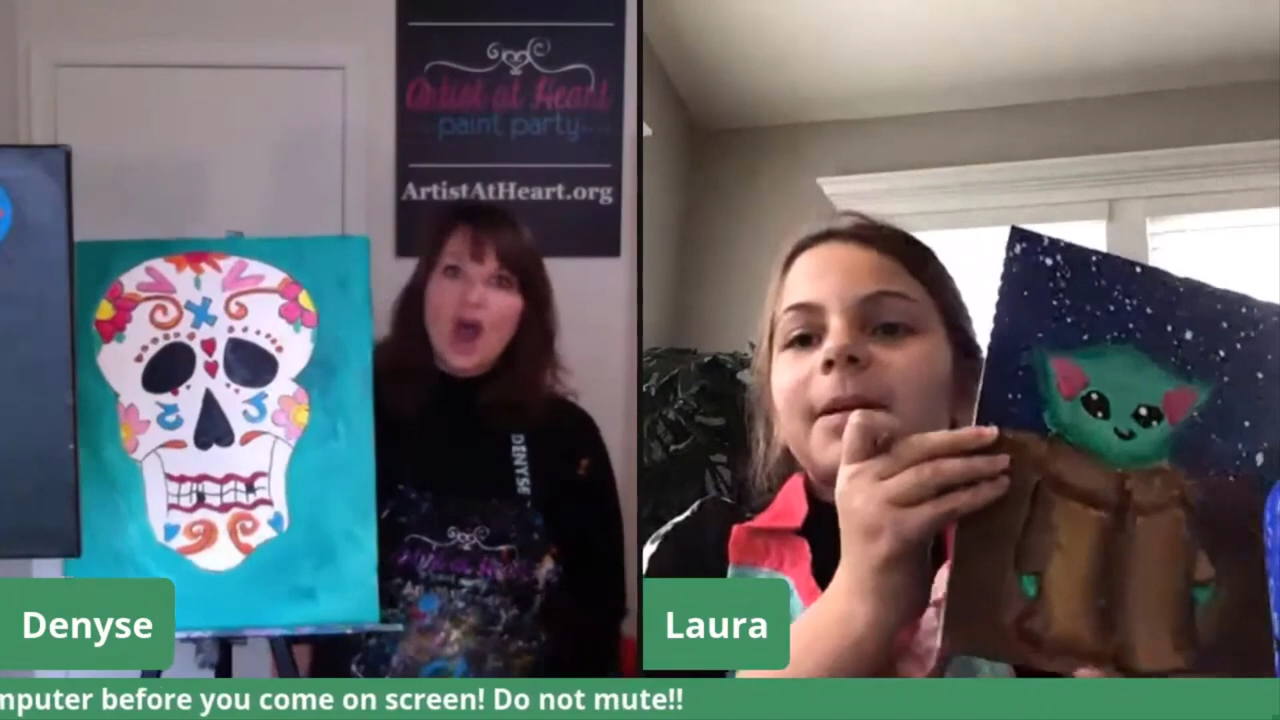 Artist at Heart
paint party
ArtistAtHeart.org
DENYSE
Denyse
Laura
mputer before you come on screen! Do not mute!!